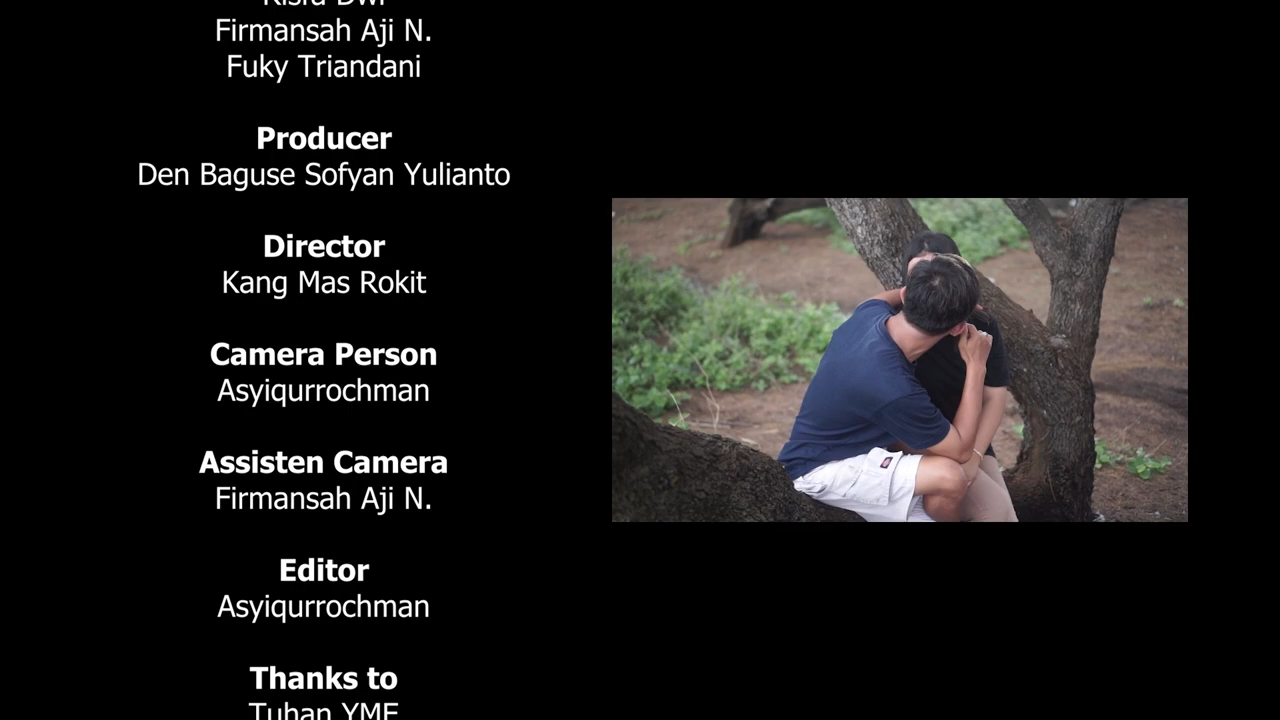 Firmansah Aji N.
Fuky Triandani
Producer
Den Baguse Sofyan Yulianto
Director
Kang Mas Rokit
Camera Person
Asyiqurrochman
Assisten Camera
Firmansah Aji N.
Editor
Asyiqurrochman
Thanks to
Tuhan YME